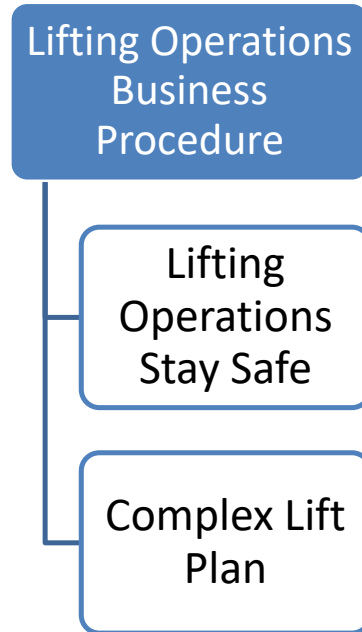 Lifting Operations
Business
Procedure
Lifting
Operations
Stay Safe
Complex Lift
Plan